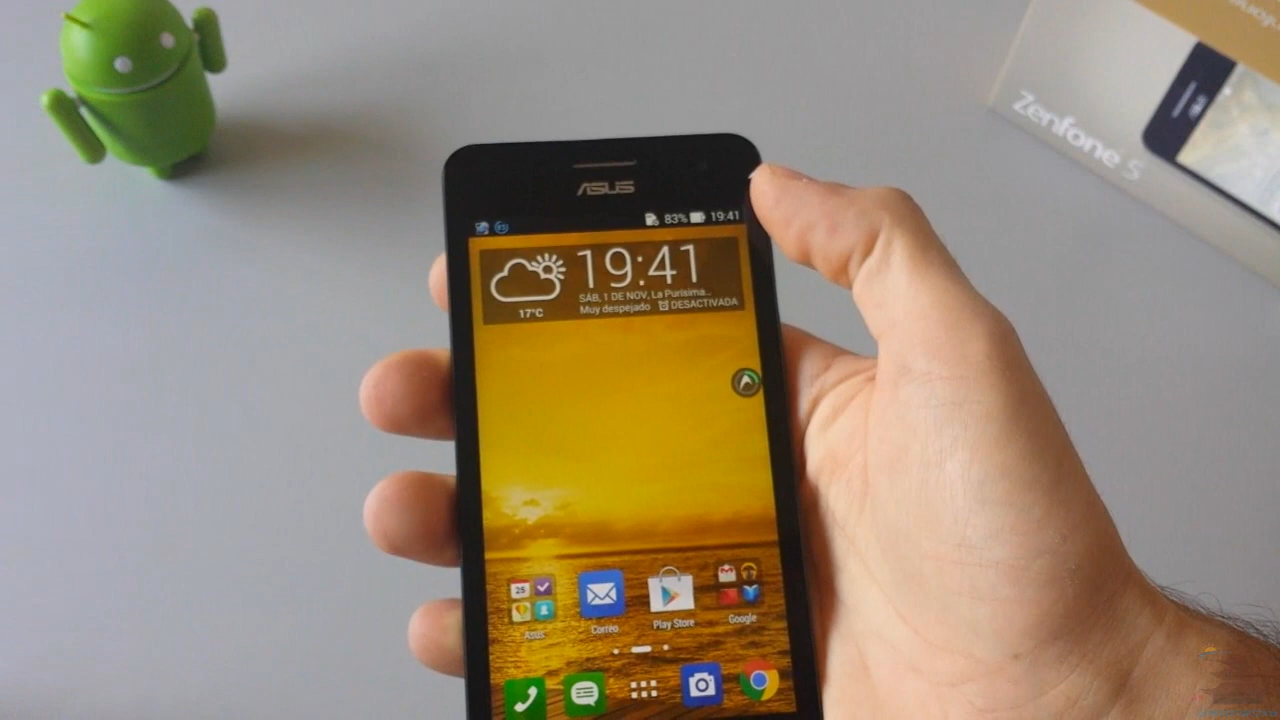 Zenfone 5
ASUS
83% 19:41
19:41
SÁB, 1 DE NOV, La Purísima...
17°C
Muy despejado DESACTIVADA
25
Asus
Correo
Play Store
Google